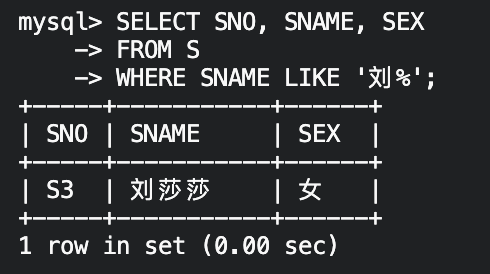 mysql> SELECT SNO, SNAME, SEX
    -> FROM S
    -> WHERE SNAME LIKE '刘%';
+-----+-----------+------+
| SNO | SNAME     | SEX  |
+-----+-----------+------+
| S3  | 刘莎莎    | 女   |
+-----+-----------+------+
1 row in set (0.00 sec)